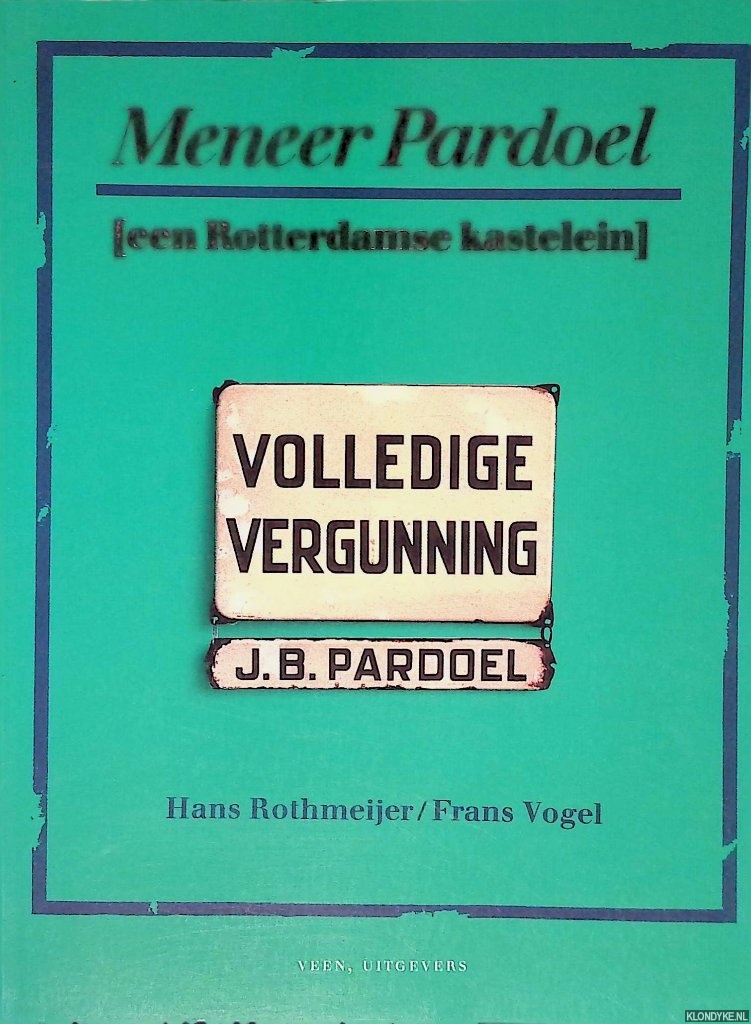 Meneer Pardoel
[een Rotterdamse kastelein]
VOLLEDIGE
VERGUNNING
J.B. PARDOEL
Hans Rothmeijer/Frans Vogel
VEEN, UITGEVERS
KLONDYKE.NL